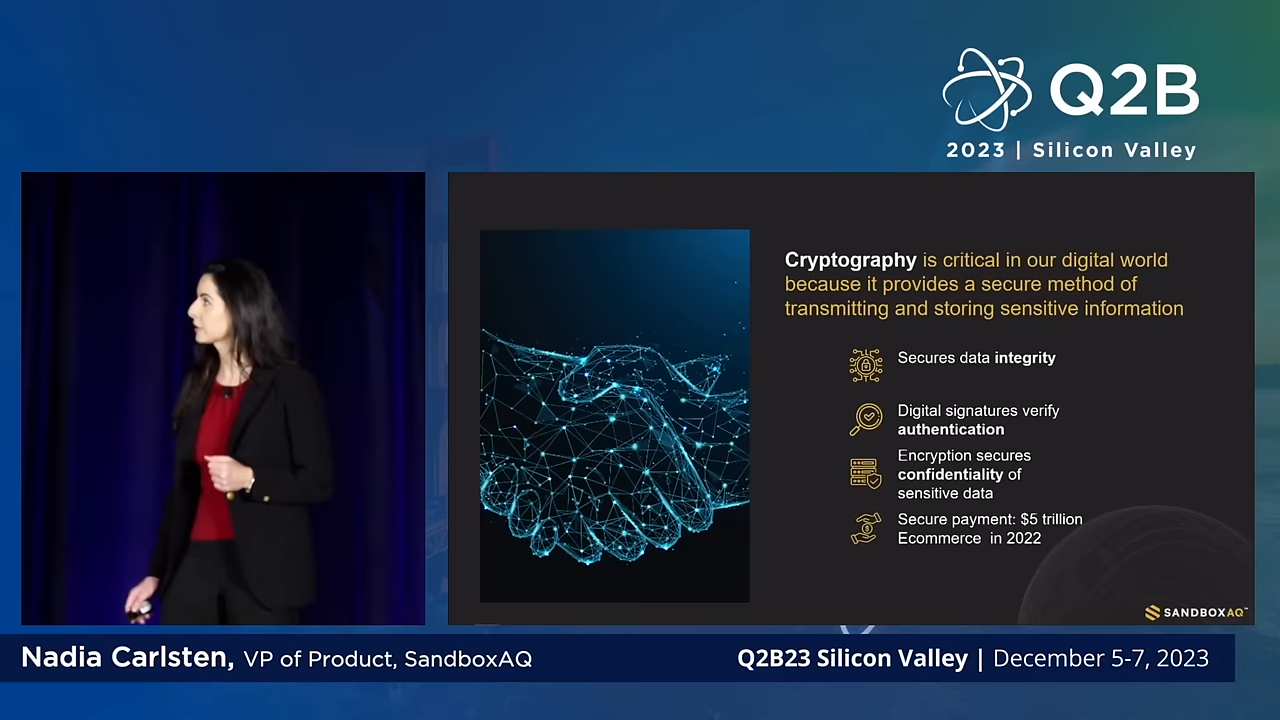 Q2B
2023 | Silicon Valley
Cryptography is critical in our digital world
because it provides a secure method of
transmitting and storing sensitive information
Secures data integrity
Digital signatures verify
authentication
Encryption secures
confidentiality of
sensitive data
Secure payment: $5 trillion
Ecommerce in 2022
SANDBOXAQ™
Nadia Carlsten, VP of Product, SandboxAQ
Q2B23 Silicon Valley | December 5-7, 2023